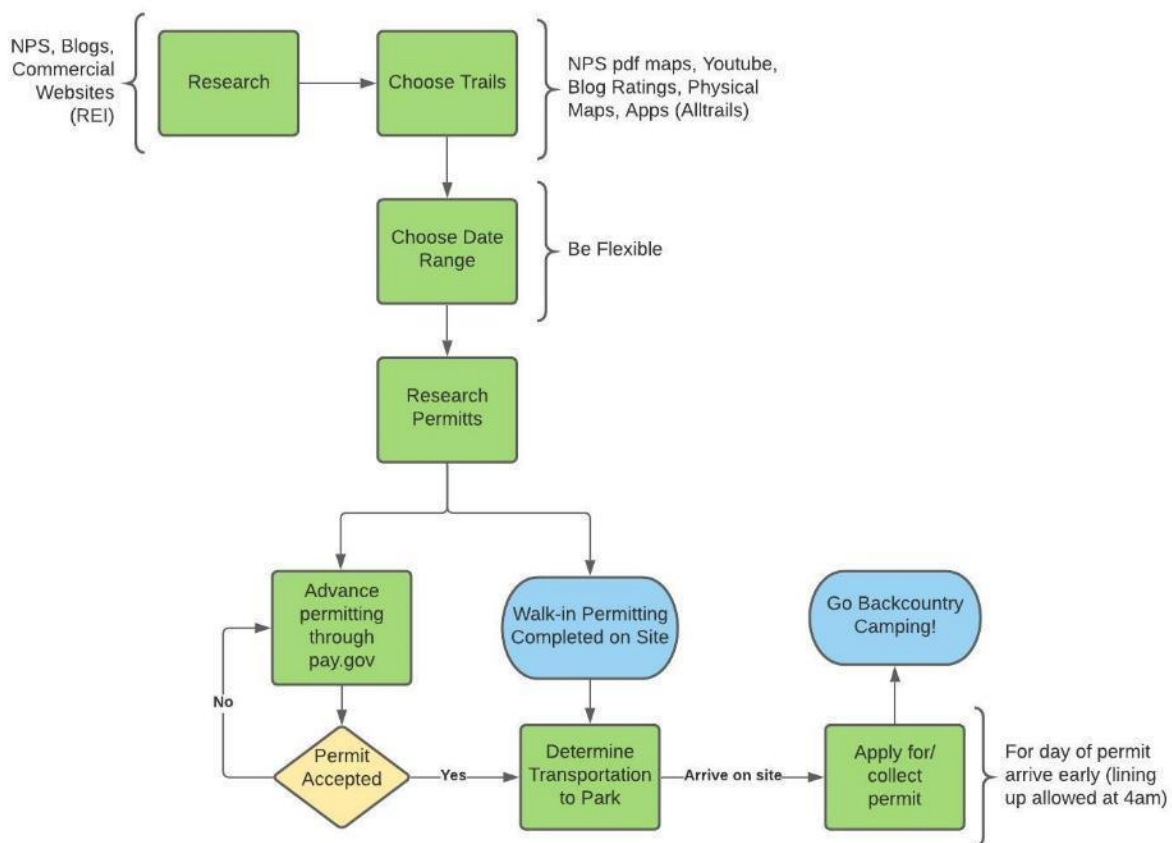 NPS, Blogs,
Commercial
Websites
(REI)
Research
Choose Trails
NPS pdf maps, Youtube,
Blog Ratings, Physical
Maps, Apps (Alltrails)
Choose Date
Range
Be Flexible
Research
Permitts
Advance
permitting
through
pay.gov
Walk-in Permitting
Completed on Site
Go Backcountry
Camping!
No
Permit
Accepted
Yes
Determine
Transportation
to Park
Arrive on site
Apply for/
collect
permit
For day of permit
arrive early (lining
up allowed at 4am)